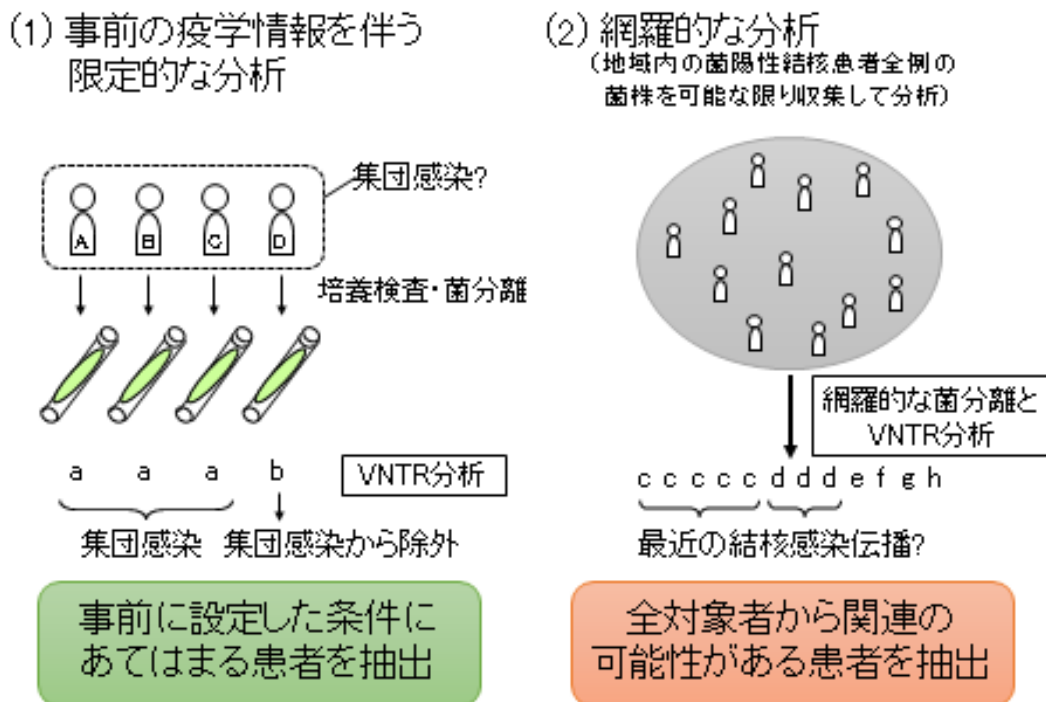 (1) 事前の疫学情報を伴う
限定的な分析
集団感染?
A B C D
培養検査・菌分離
a a a b
VNTR分析
集団感染 集団感染から除外
事前に設定した条件に
あてはまる患者を抽出
(2) 網羅的な分析
(地域内の菌陽性結核患者全例の
菌株を可能な限り収集して分析)
網羅的な菌分離と
VNTR分析
c c c c c d d d e f g h
最近の結核感染伝播?
全対象者から関連の
可能性がある患者を抽出